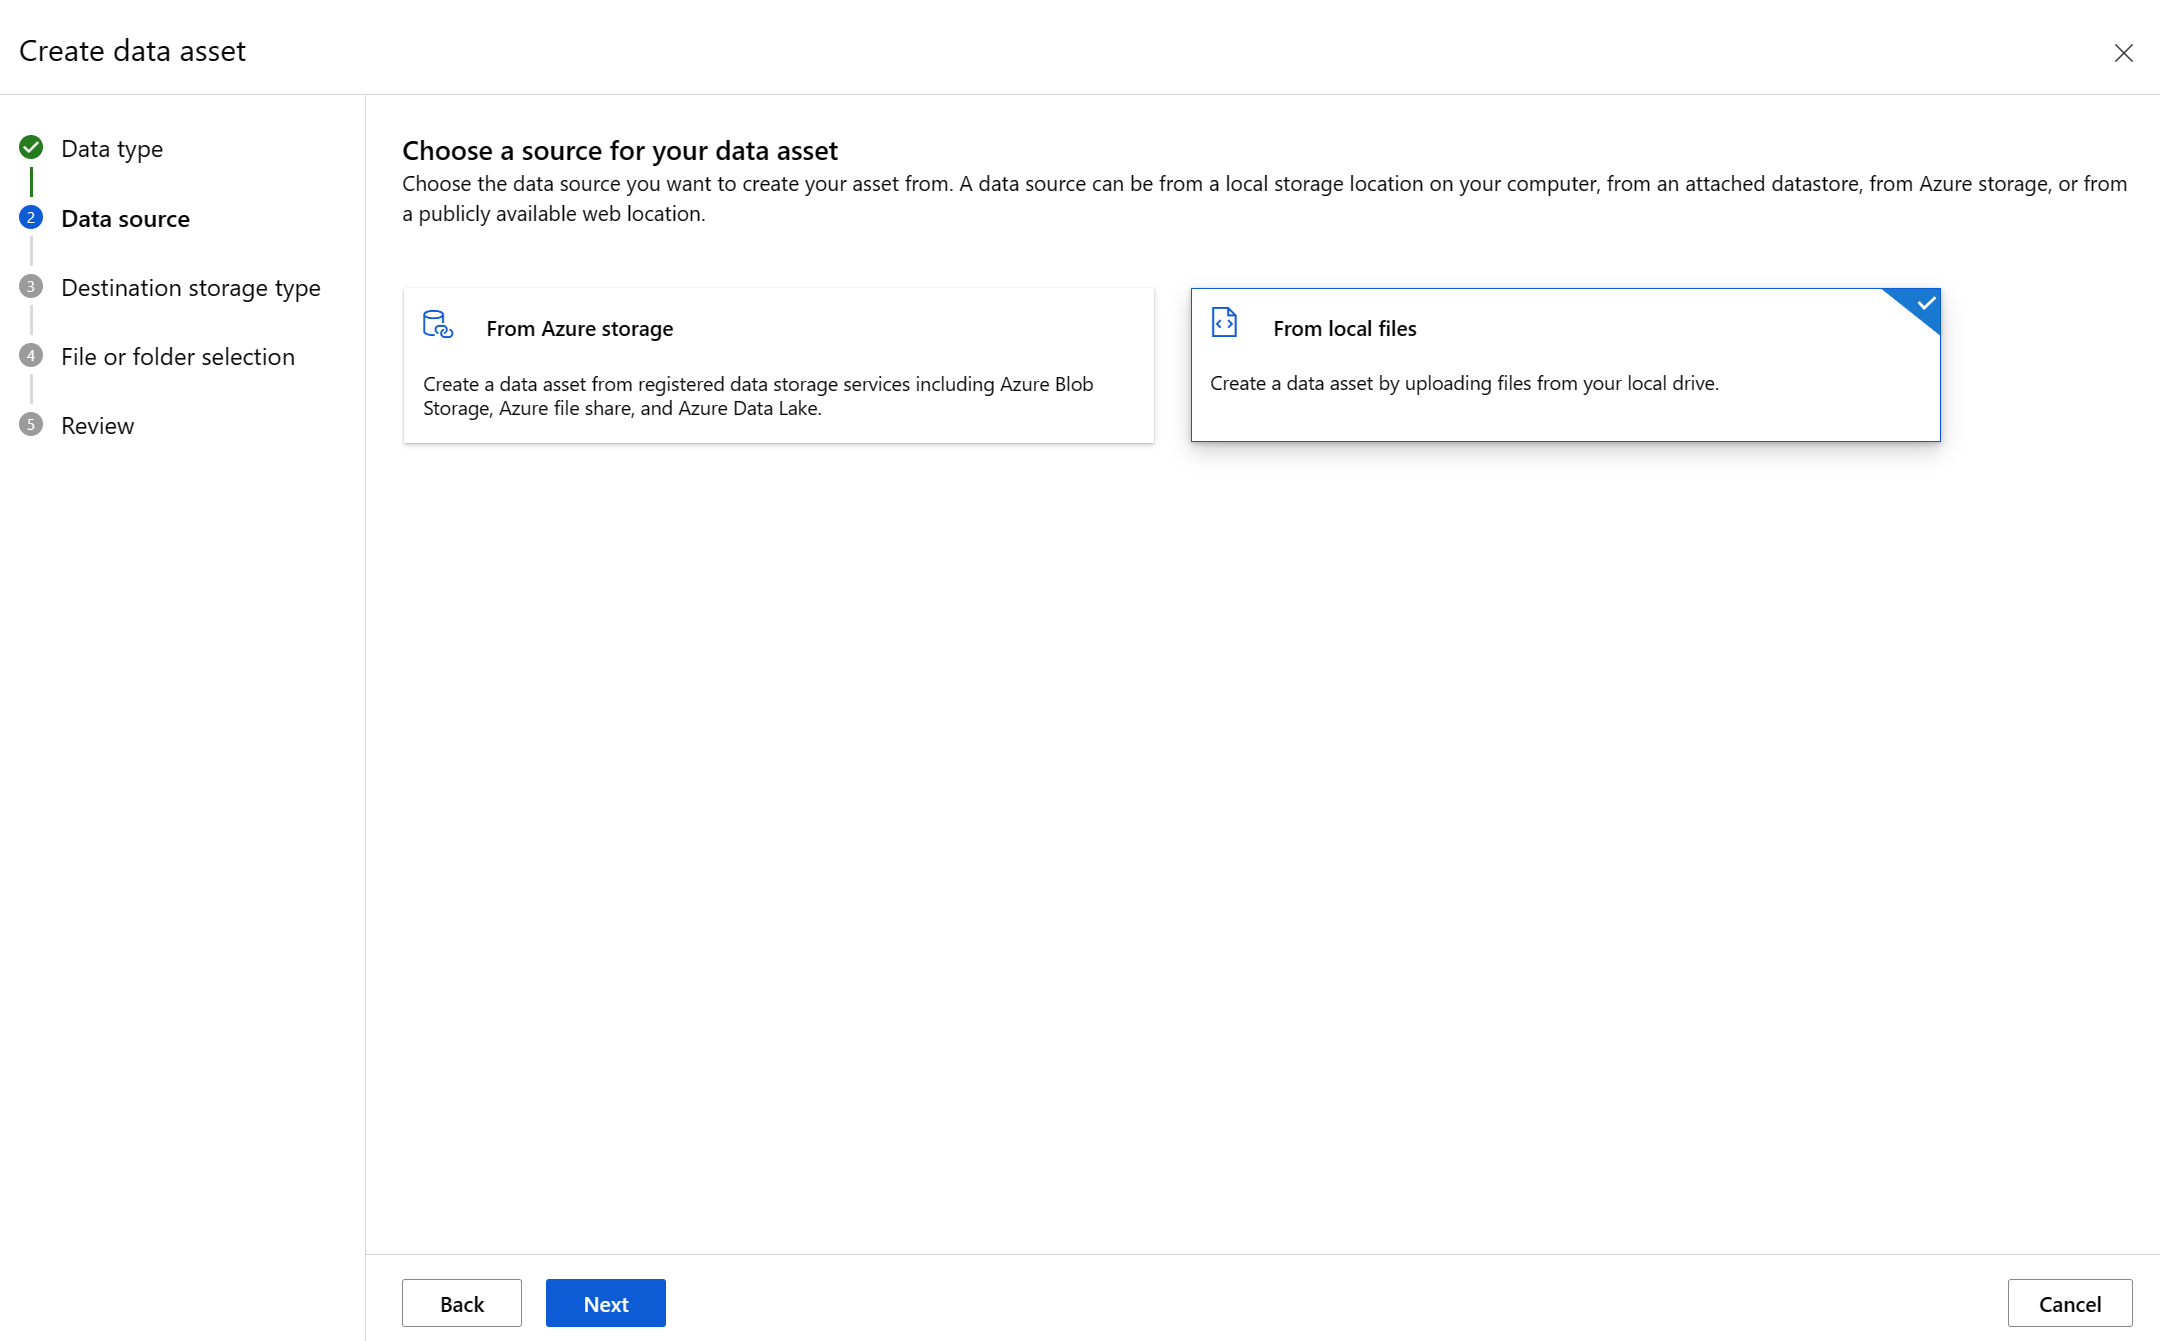 Create data asset
Data type
2 Data source
3 Destination storage type
4 File or folder selection
5 Review
Choose a source for your data asset
Choose the data source you want to create your asset from. A data source can be from a local storage location on your computer, from an attached datastore, from Azure storage, or from
a publicly available web location.
From Azure storage
Create a data asset from registered data storage services including Azure Blob
Storage, Azure file share, and Azure Data Lake.
From local files
Create a data asset by uploading files from your local drive.
Back
Next
Cancel